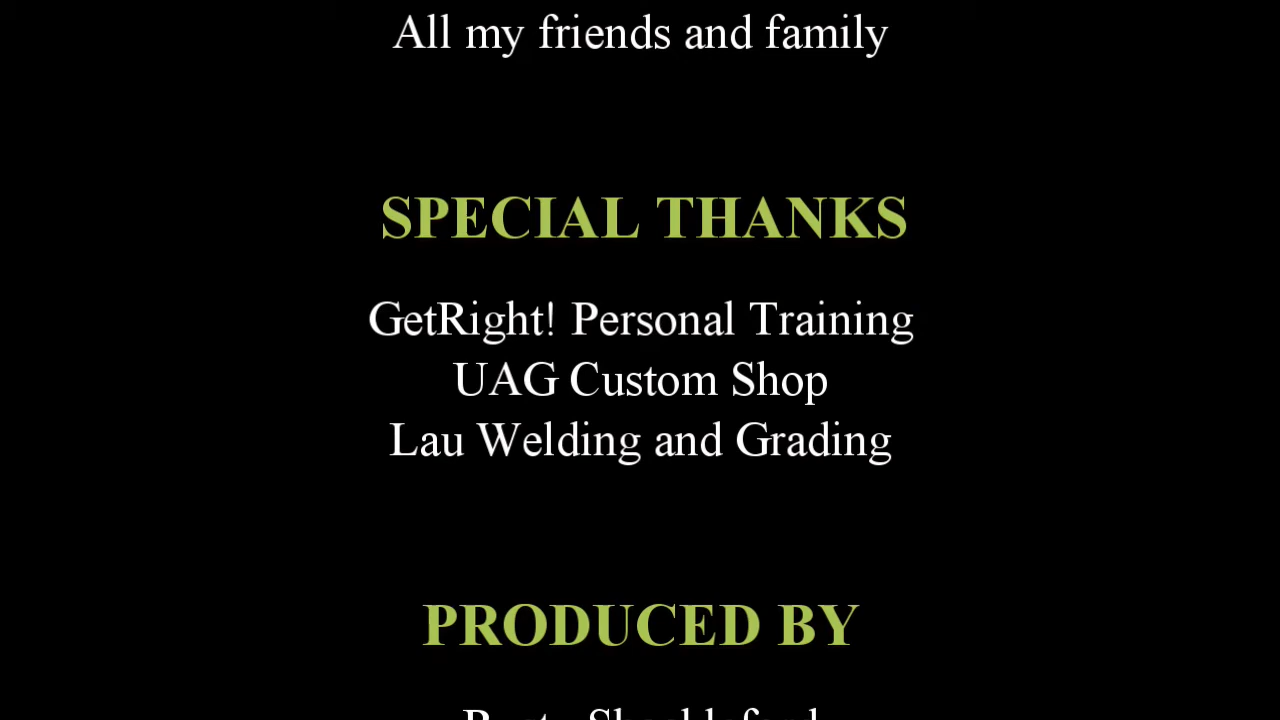 All my friends and family
SPECIAL THANKS
GetRight! Personal Training
UAG Custom Shop
Lau Welding and Grading
PRODUCED BY